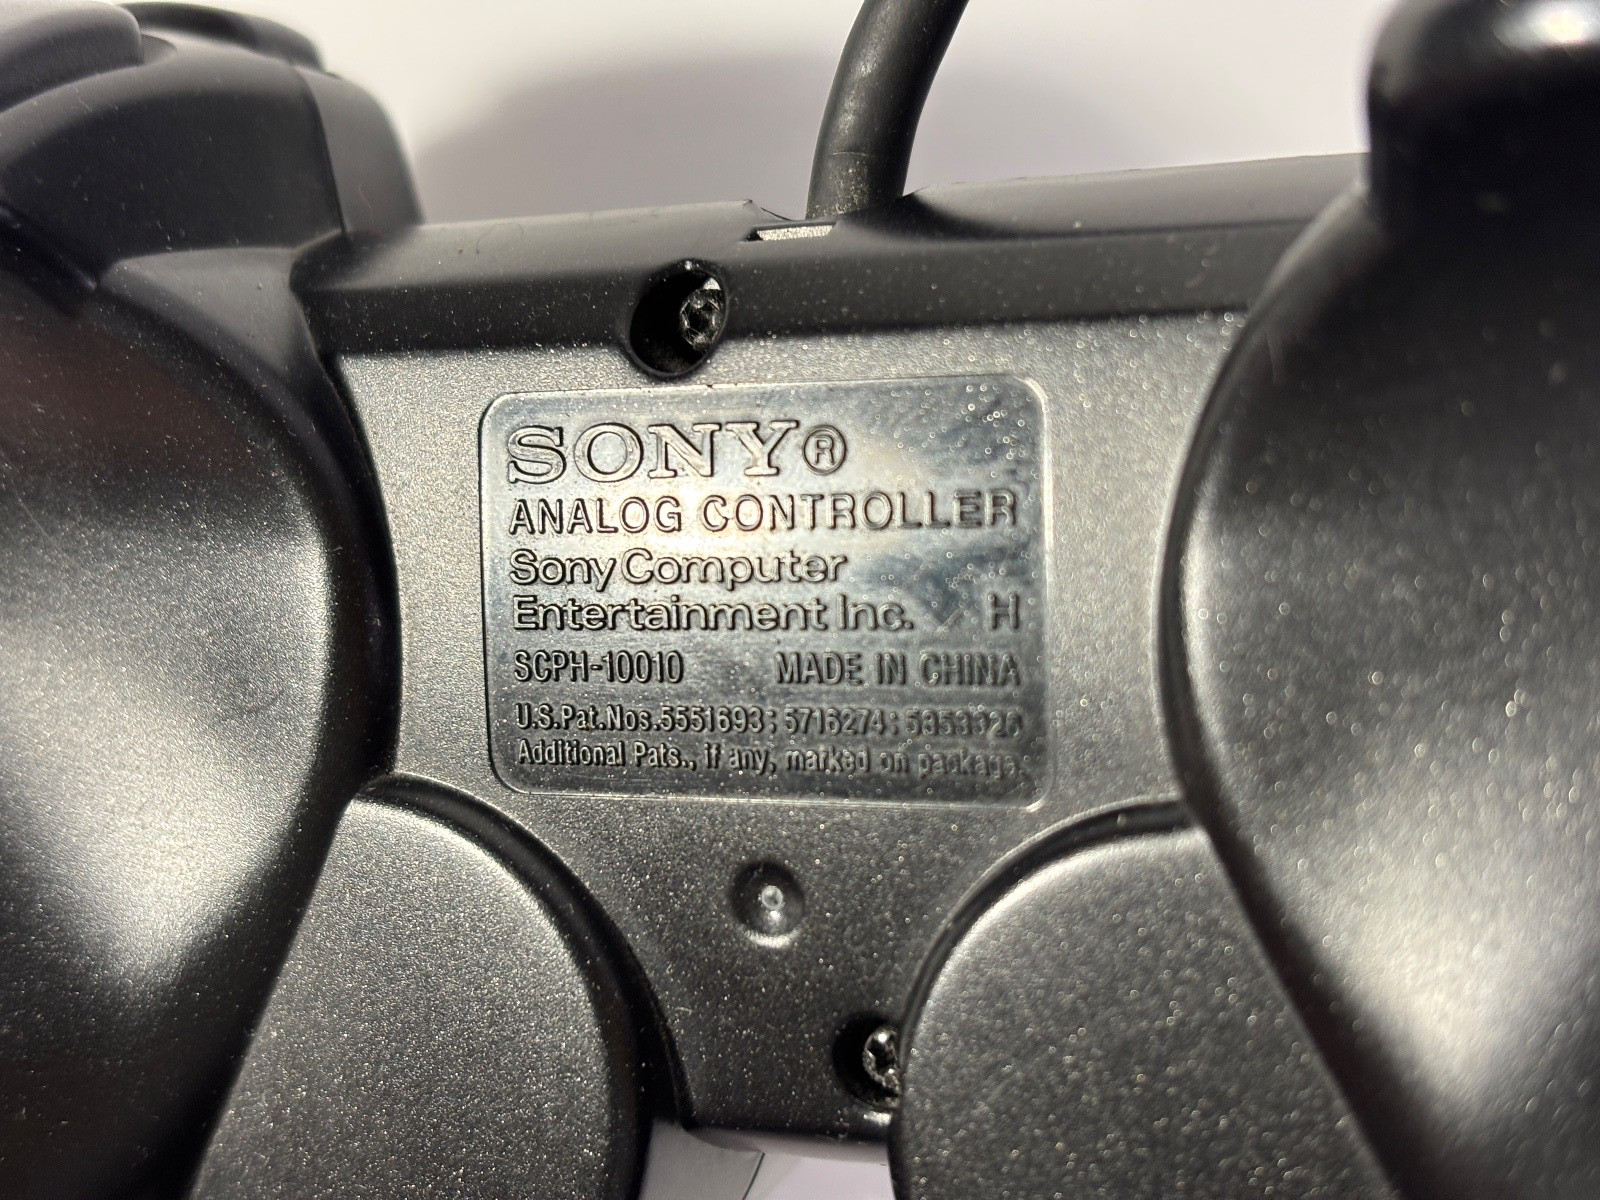 SONY®
ANALOG CONTROLLER
Sony Computer
Entertainment Inc. H
SCPH-10010 MADE IN CHINA
U.S.Pat.Nos.5551693; 5716274;
Additional Pats., if any, marked on package.